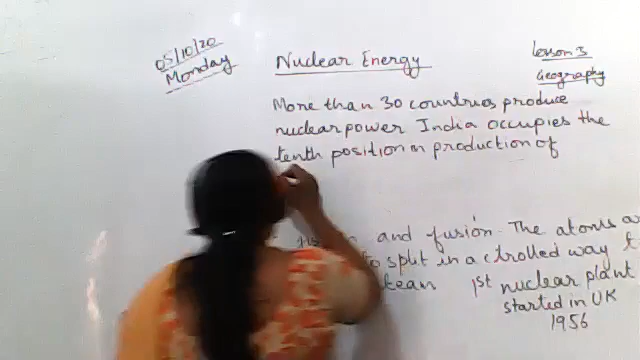 05/10/20
Monday
Nuclear Energy
Lesson 3
Geography
More than 30 countries produce
nuclear power India occupies the
tenth position in production of
and fusion. The atoms are
to split in a ctrolled way
1st nuclear plant
started in UK
1956